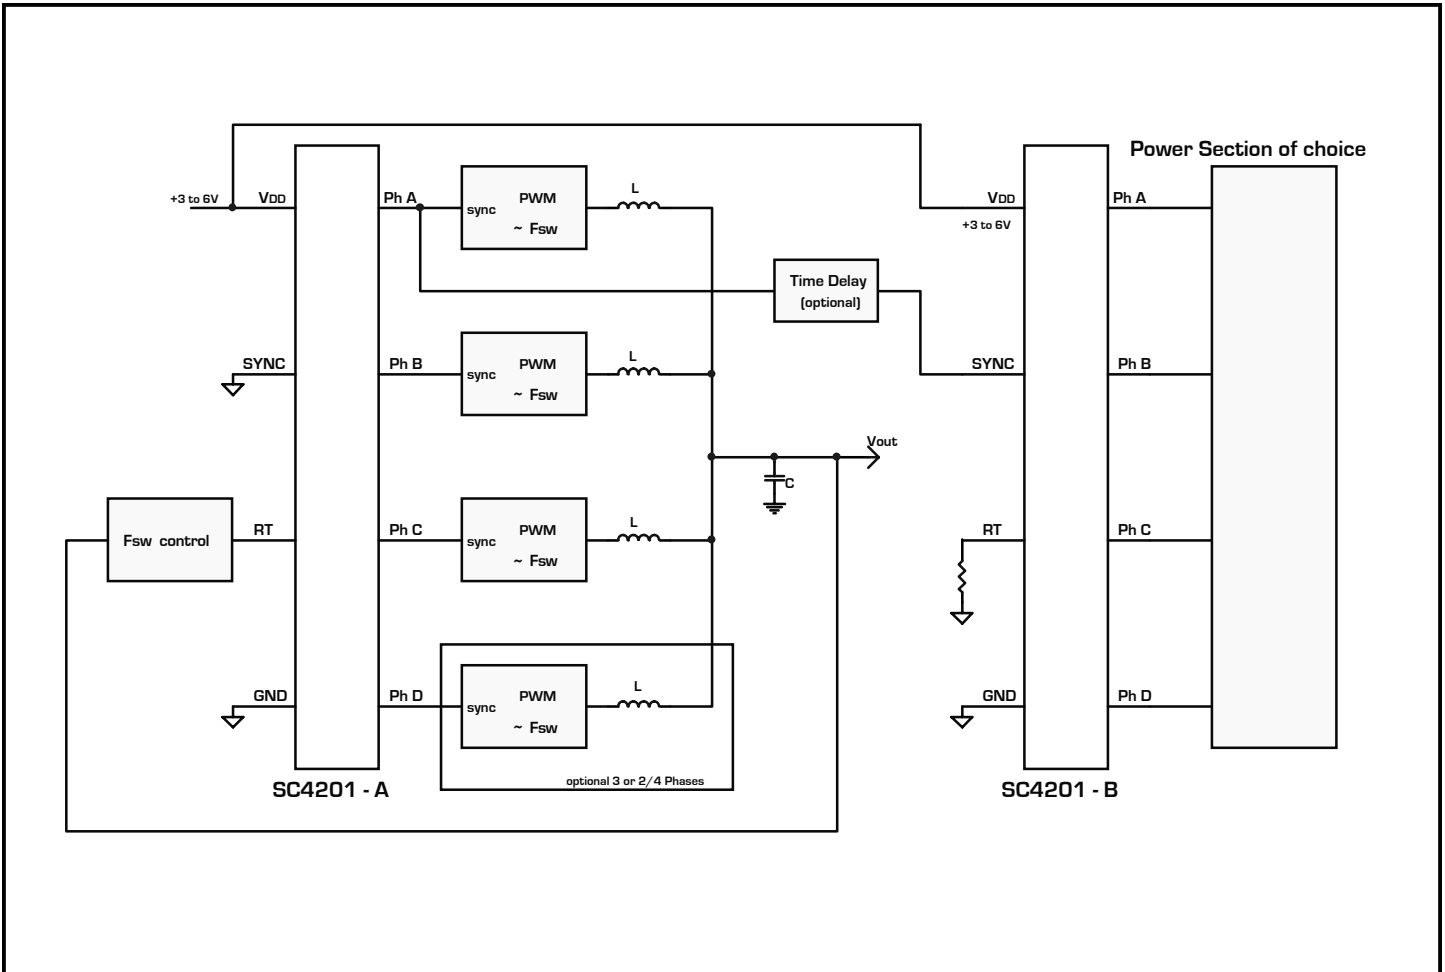 Power Section of choice
+3 to 6V
VDD
Ph A
sync
PWM
~ Fsw
L
VDD
+3 to 6V
Ph A
Time Delay
(optional)
SYNC
Ph B
sync
PWM
~ Fsw
L
SYNC
Ph B
Vout
C
Fsw control
RT
Ph C
sync
PWM
~ Fsw
L
RT
Ph C
GND
Ph D
sync
PWM
~ Fsw
L
GND
Ph D
optional 3 or 2/4 Phases
SC4201 - A
SC4201 - B